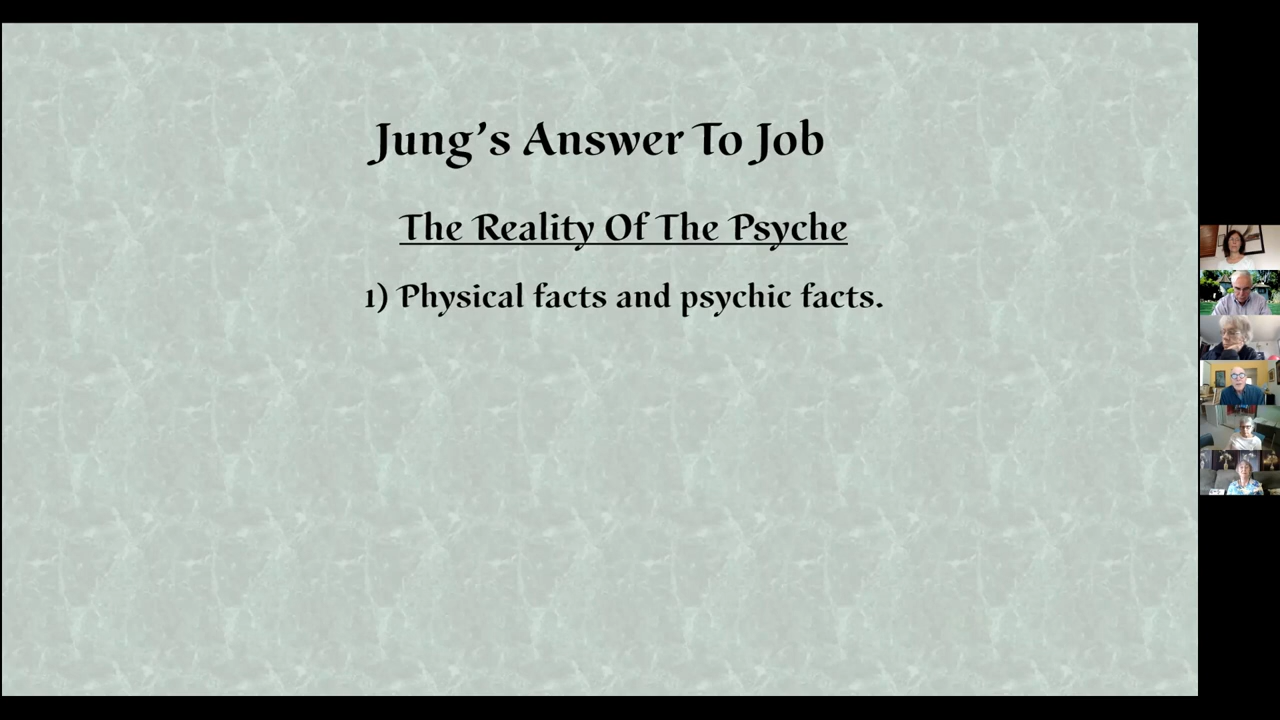 Jung’s Answer To Job
The Reality Of The Psyche
1) Physical facts and psychic facts.